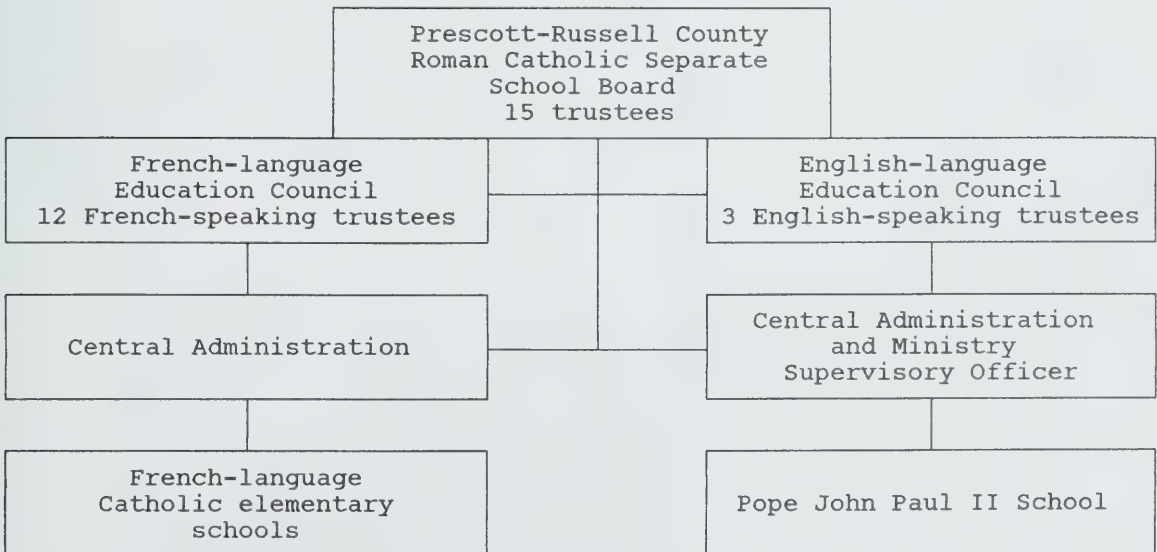 Prescott-Russell County
Roman Catholic Separate
School Board
15 trustees
French-language
Education Council
12 French-speaking trustees
English-language
Education Council
3 English-speaking trustees
Central Administration
Central Administration
and Ministry
Supervisory Officer
French-language
Catholic elementary
schools
Pope John Paul II School